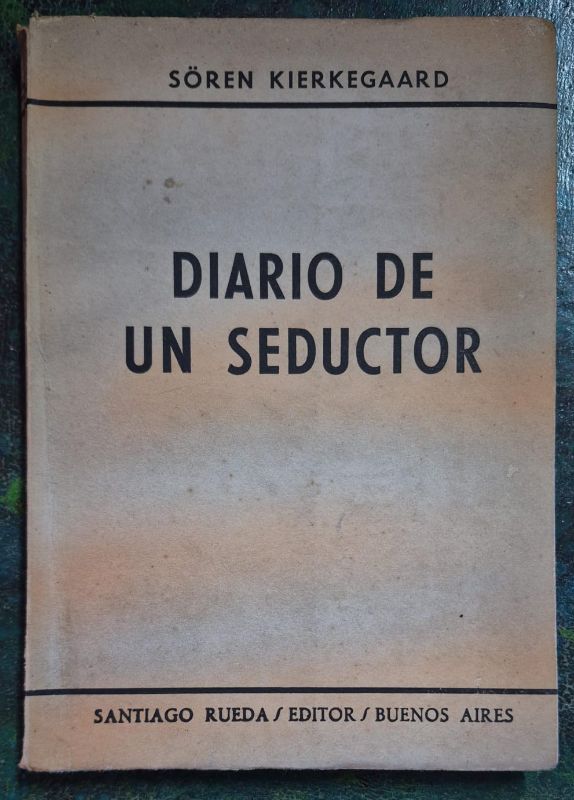 SÖREN KIERKEGAARD
DIARIO DE
UN SEDUCTOR
SANTIAGO RUEDA / EDITOR / BUENOS AIRES